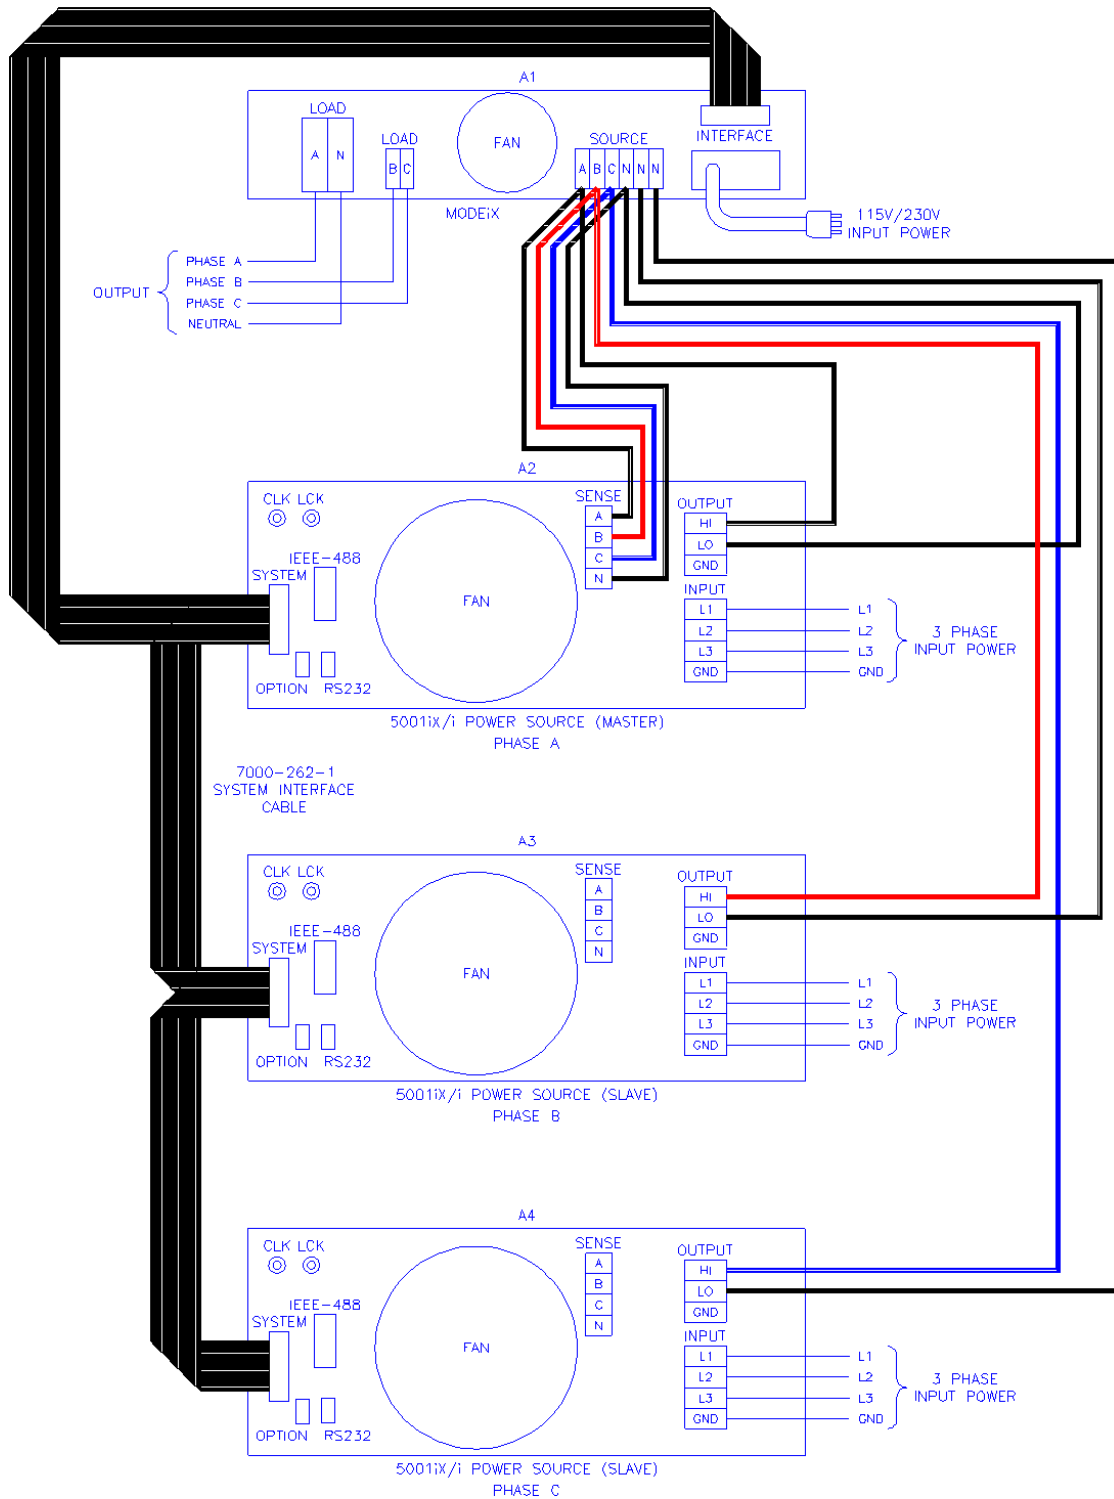 A1
LOAD
A N
LOAD
B C
FAN
SOURCE
A B C N N N
INTERFACE
MODEiX
115V/230V
INPUT POWER
OUTPUT
PHASE A
PHASE B
PHASE C
NEUTRAL
A2
CLK LCK
IEEE-488
SYSTEM
FAN
OPTION RS232
SENSE
A
B
C
N
OUTPUT
HI
LO
GND
INPUT
L1 L1
L2 L2
L3 L3
GND GND
3 PHASE
INPUT POWER
5001iX/i POWER SOURCE (MASTER)
PHASE A
7000-262-1
SYSTEM INTERFACE
CABLE
A3
CLK LCK
IEEE-488
SYSTEM
FAN
OPTION RS232
SENSE
A
B
C
N
OUTPUT
HI
LO
GND
INPUT
L1 L1
L2 L2
L3 L3
GND GND
3 PHASE
INPUT POWER
5001iX/i POWER SOURCE (SLAVE)
PHASE B
A4
CLK LCK
IEEE-488
SYSTEM
FAN
OPTION RS232
SENSE
A
B
C
N
OUTPUT
HI
LO
GND
INPUT
L1 L1
L2 L2
L3 L3
GND GND
3 PHASE
INPUT POWER
5001iX/i POWER SOURCE (SLAVE)
PHASE C